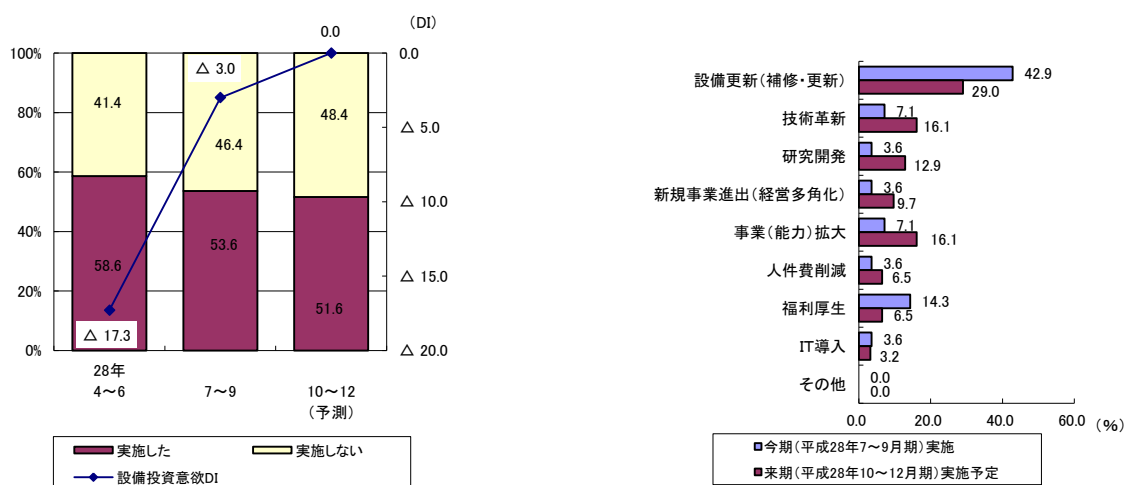 (DI)
0.0
100%
80%
60%
40%
20%
0%
41.4
46.4
48.4
58.6
53.6
51.6
△ 17.3
△ 3.0
0.0
△ 5.0
△ 10.0
△ 15.0
△ 20.0
28年
4～6
7～9
10～12
(予測)
実施した
実施しない
設備投資意欲DI
設備更新(補修・更新)
42.9
29.0
技術革新
7.1
16.1
研究開発
3.6
12.9
新規事業進出(経営多角化)
3.6
9.7
事業(能力)拡大
7.1
16.1
人件費削減
3.6
6.5
福利厚生
14.3
6.5
IT導入
3.6
3.2
その他
0.0
0.0
0.0
20.0
40.0
60.0
(%)
今期(平成28年7～9月期)実施
来期(平成28年10～12月期)実施予定